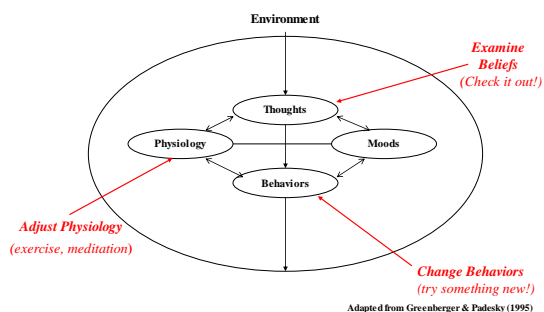 Environment
Examine
Beliefs
(Check it out!)
Thoughts
Physiology
Moods
Behaviors
Adjust Physiology
(exercise, meditation)
Change Behaviors
(try something new!)
Adapted from Greenberger & Padesky (1995)